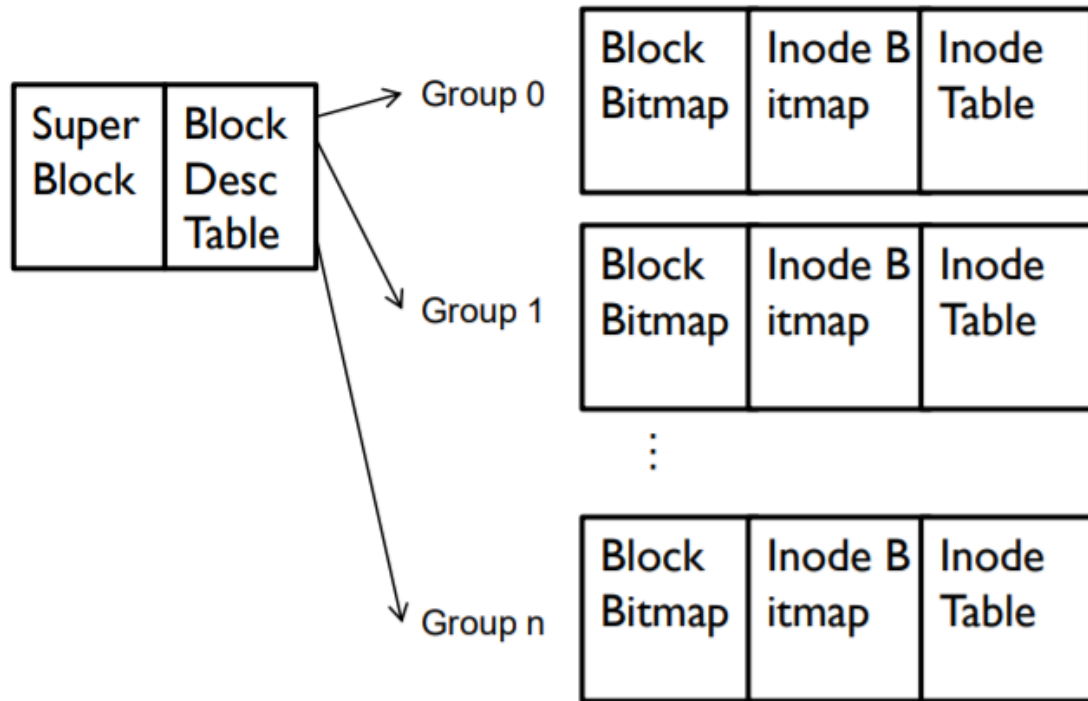 Super
Block
Block
Desc
Table
Group 0
Block
Bitmap
Inode B
itmap
Inode
Table
Group 1
Block
Bitmap
Inode B
itmap
Inode
Table
⋮
Group n
Block
Bitmap
Inode B
itmap
Inode
Table